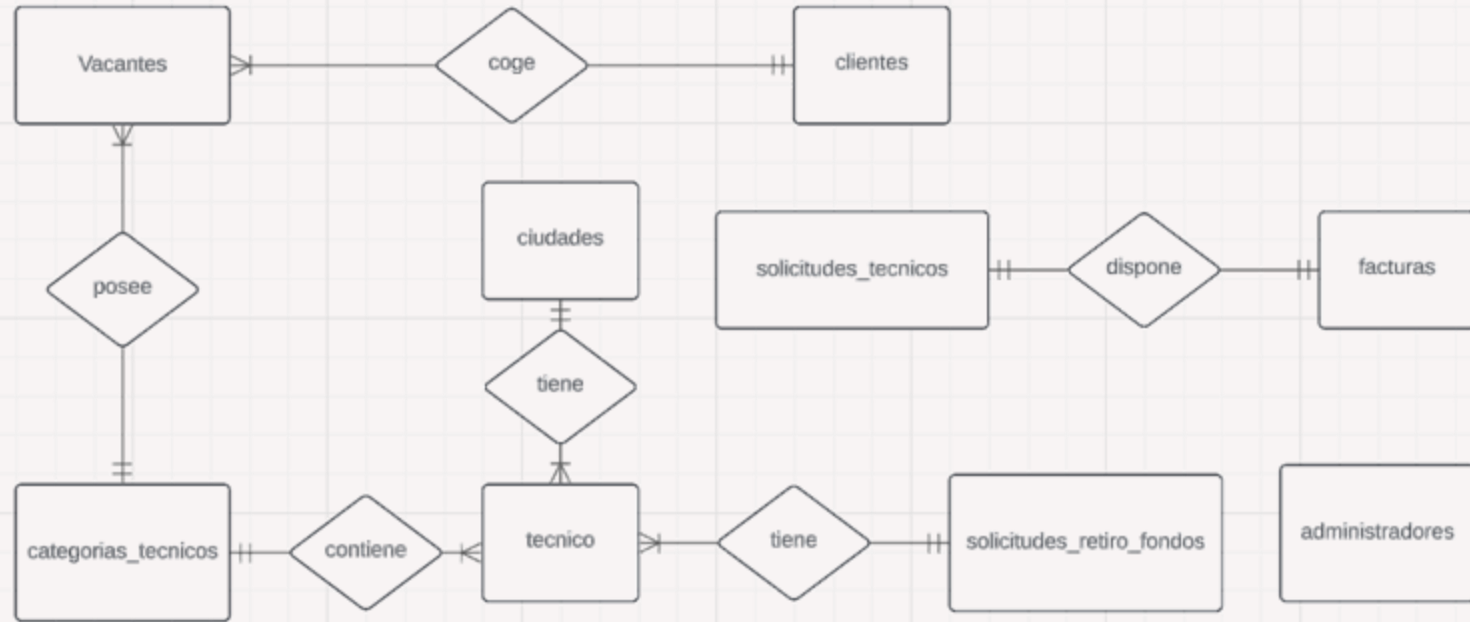 Vacantes
coge
clientes
ciudades
solicitudes_tecnicos
dispone
facturas
posee
tiene
categorias_tecnicos
contiene
tecnico
tiene
solicitudes_retiro_fondos
administradores